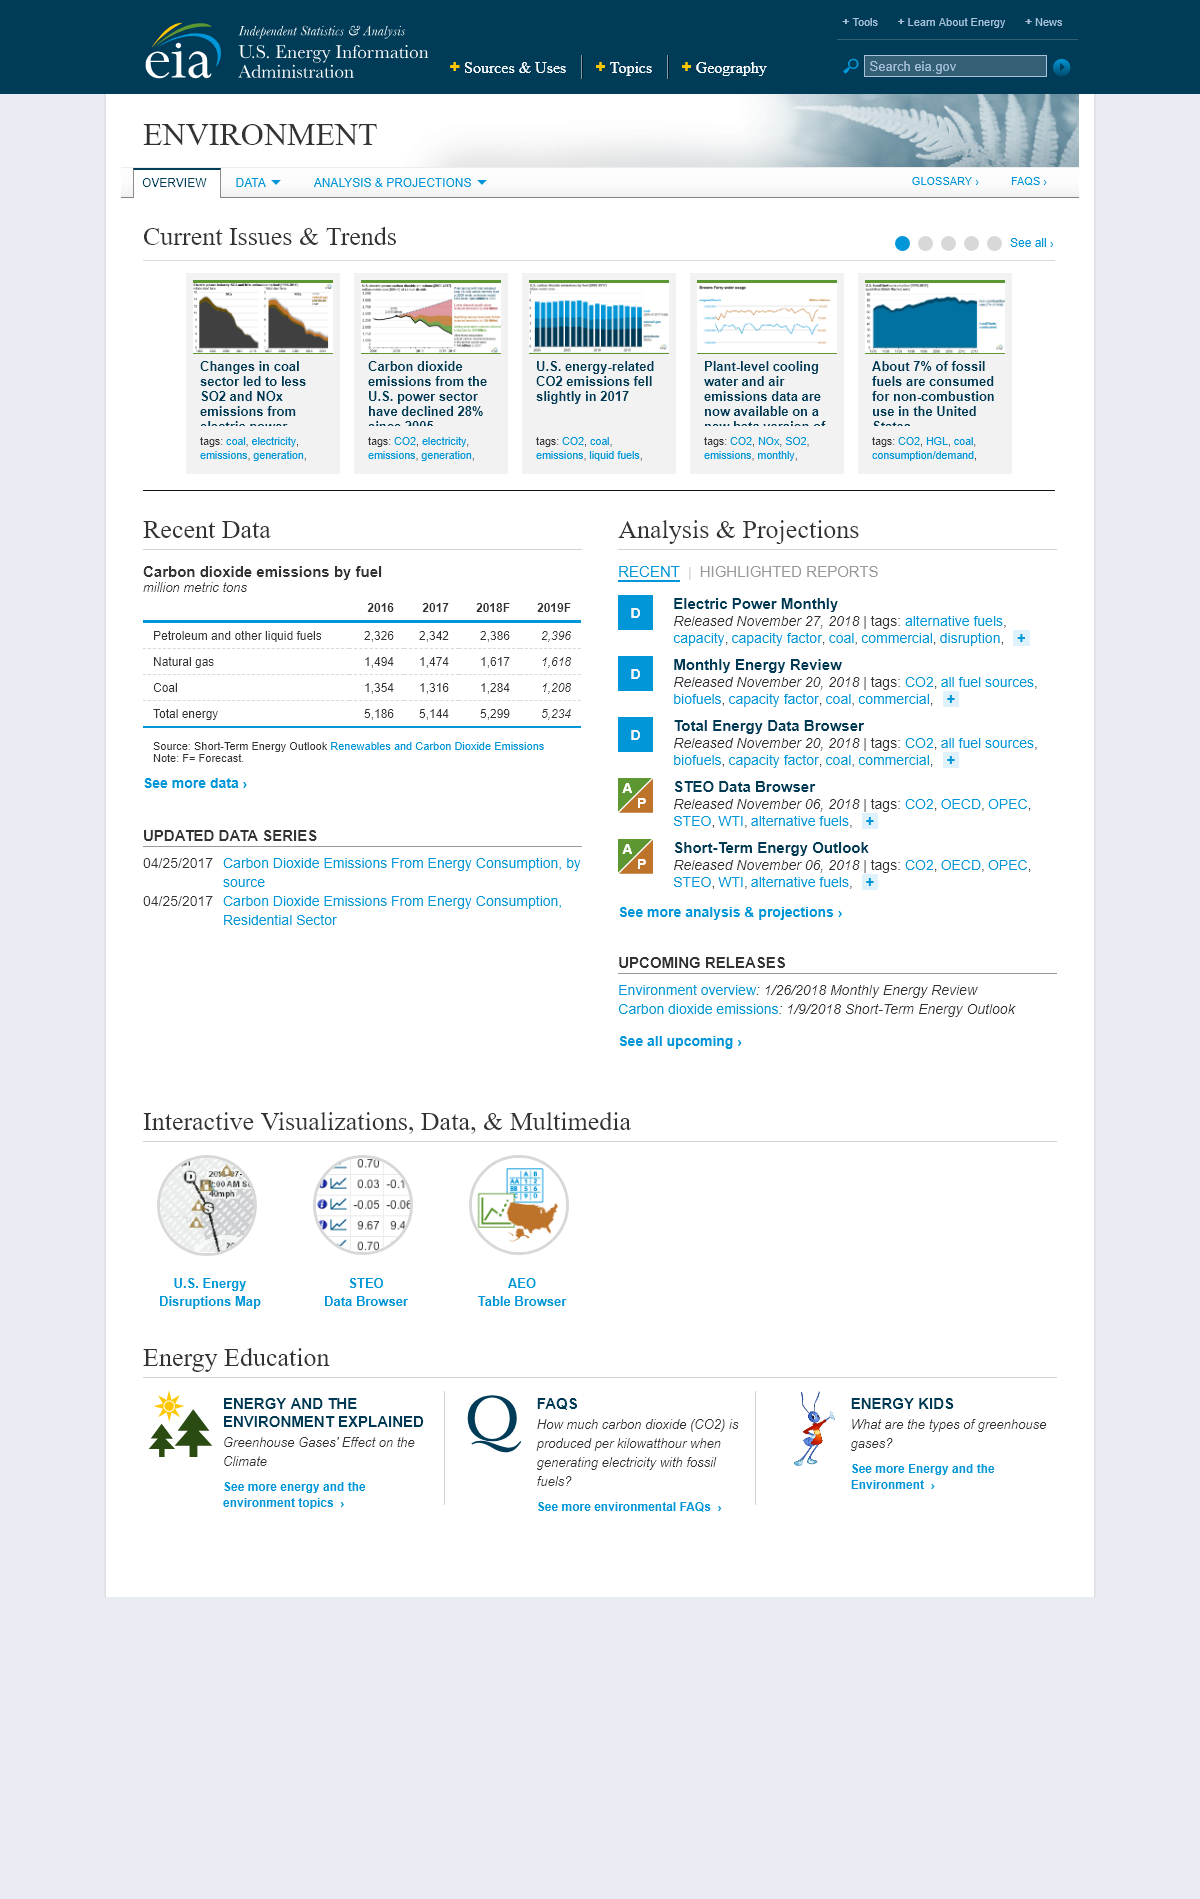 Independent Statistics & Analysis
eia U.S. Energy Information
Administration
+ Sources & Uses
+ Topics
+ Geography
+ Tools
+ Learn About Energy
+ News
Search eia.gov
ENVIRONMENT
OVERVIEW
DATA
ANALYSIS & PROJECTIONS
GLOSSARY ›
FAQS ›
Current Issues & Trends
See all ›
Changes in coal
sector led to less
SO2 and NOx
emissions from
electric power
tags: coal, electricity,
emissions, generation,
Carbon dioxide
emissions from the
U.S. power sector
have declined 28%
since 2005
tags: CO2, electricity,
emissions, generation,
U.S. energy-related
CO2 emissions fell
slightly in 2017
tags: CO2, coal,
emissions, liquid fuels,
Plant-level cooling
water and air
emissions data are
now available on a
new beta version of
tags: CO2, NOx, SO2,
emissions, monthly,
About 7% of fossil
fuels are consumed
for non-combustion
use in the United
States
tags: CO2, HGL, coal,
consumption/demand,
Recent Data
Carbon dioxide emissions by fuel
million metric tons
2016 2017 2018F 2019F
Petroleum and other liquid fuels 2,326 2,342 2,386 2,396
Natural gas 1,494 1,474 1,617 1,618
Coal 1,354 1,316 1,284 1,208
Total energy 5,186 5,144 5,299 5,234
Source: Short-Term Energy Outlook Renewables and Carbon Dioxide Emissions
Note: F= Forecast.
See more data ›
UPDATED DATA SERIES
04/25/2017 Carbon Dioxide Emissions From Energy Consumption, by
source
04/25/2017 Carbon Dioxide Emissions From Energy Consumption,
Residential Sector
Analysis & Projections
RECENT | HIGHLIGHTED REPORTS
D
Electric Power Monthly
Released November 27, 2018 | tags: alternative fuels,
capacity, capacity factor, coal, commercial, disruption, +
D
Monthly Energy Review
Released November 20, 2018 | tags: CO2, all fuel sources,
biofuels, capacity factor, coal, commercial, +
D
Total Energy Data Browser
Released November 20, 2018 | tags: CO2, all fuel sources,
biofuels, capacity factor, coal, commercial, +
A P
STEO Data Browser
Released November 06, 2018 | tags: CO2, OECD, OPEC,
STEO, WTI, alternative fuels, +
A P
Short-Term Energy Outlook
Released November 06, 2018 | tags: CO2, OECD, OPEC,
STEO, WTI, alternative fuels, +
See more analysis & projections ›
UPCOMING RELEASES
Environment overview: 1/26/2018 Monthly Energy Review
Carbon dioxide emissions: 1/9/2018 Short-Term Energy Outlook
See all upcoming ›
Interactive Visualizations, Data, & Multimedia
0.70
0.03 -0.1
-0.05 -0.06
9.67 9.4
0.70
U.S. Energy
Disruptions Map
STEO
Data Browser
AEO
Table Browser
Energy Education
ENERGY AND THE
ENVIRONMENT EXPLAINED
Greenhouse Gases' Effect on the
Climate
See more energy and the
environment topics ›
Q
FAQS
How much carbon dioxide (CO2) is
produced per kilowatthour when
generating electricity with fossil
fuels?
See more environmental FAQs ›
ENERGY KIDS
What are the types of greenhouse
gases?
See more Energy and the
Environment ›